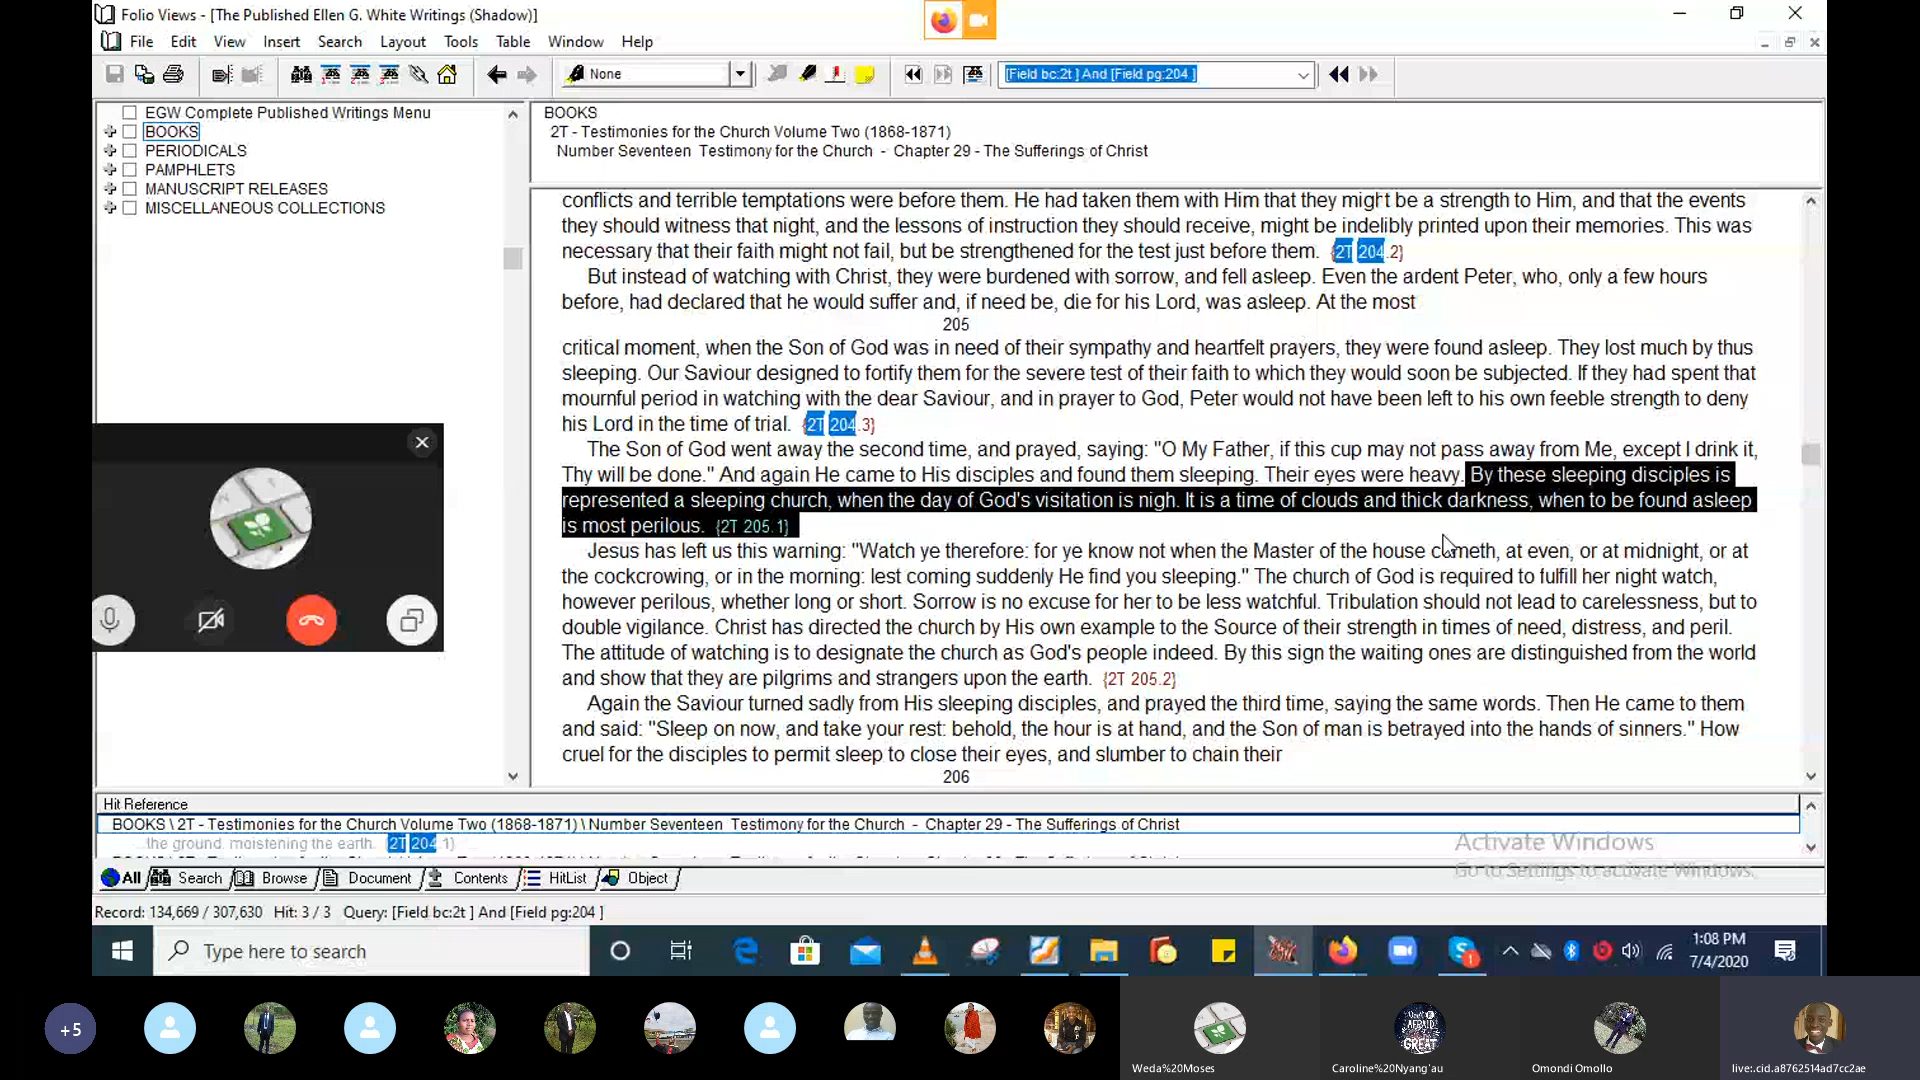 Folio Views - [The Published Ellen G. White Writings (Shadow)]
File Edit View Insert Search Layout Tools Table Window Help
None
[Field bc:2t ] And [Field pg:204 ]
EGW Complete Published Writings Menu
BOOKS
PERIODICALS
PAMPHLETS
MANUSCRIPT RELEASES
MISCELLANEOUS COLLECTIONS
BOOKS
2T - Testimonies for the Church Volume Two (1868-1871)
Number Seventeen Testimony for the Church - Chapter 29 - The Sufferings of Christ
conflicts and terrible temptations were before them. He had taken them with Him that they might be a strength to Him, and that the events
they should witness that night, and the lessons of instruction they should receive, might be indelibly printed upon their memories. This was
necessary that their faith might not fail, but be strengthened for the test just before them. {2T 204.2}
But instead of watching with Christ, they were burdened with sorrow, and fell asleep. Even the ardent Peter, who, only a few hours
before, had declared that he would suffer and, if need be, die for his Lord, was asleep. At the most
205
critical moment, when the Son of God was in need of their sympathy and heartfelt prayers, they were found asleep. They lost much by thus
sleeping. Our Saviour designed to fortify them for the severe test of their faith to which they would soon be subjected. If they had spent that
mournful period in watching with the dear Saviour, and in prayer to God, Peter would not have been left to his own feeble strength to deny
his Lord in the time of trial. {2T 204.3}
The Son of God went away the second time, and prayed, saying: "O My Father, if this cup may not pass away from Me, except I drink it,
Thy will be done." And again He came to His disciples and found them sleeping. Their eyes were heavy. By these sleeping disciples is
represented a sleeping church, when the day of God's visitation is nigh. It is a time of clouds and thick darkness, when to be found asleep
is most perilous. {2T 205.1}
Jesus has left us this warning: "Watch ye therefore: for ye know not when the Master of the house cometh, at even, or at midnight, or at
the cockcrowing, or in the morning: lest coming suddenly He find you sleeping." The church of God is required to fulfill her night watch,
however perilous, whether long or short. Sorrow is no excuse for her to be less watchful. Tribulation should not lead to carelessness, but to
double vigilance. Christ has directed the church by His own example to the Source of their strength in times of need, distress, and peril.
The attitude of watching is to designate the church as God's people indeed. By this sign the waiting ones are distinguished from the world
and show that they are pilgrims and strangers upon the earth. {2T 205.2}
Again the Saviour turned sadly from His sleeping disciples, and prayed the third time, saying the same words. Then He came to them
and said: "Sleep on now, and take your rest: behold, the hour is at hand, and the Son of man is betrayed into the hands of sinners." How
cruel for the disciples to permit sleep to close their eyes, and slumber to chain their
206
Hit Reference
BOOKS \ 2T - Testimonies for the Church Volume Two (1868-1871) \ Number Seventeen Testimony for the Church - Chapter 29 - The Sufferings of Christ
...the ground, moistening the earth. {2T 204.1}
Activate Windows
Go to Settings to activate Windows.
All Search Browse Document Contents HitList Object
Record: 134,669 / 307,630 Hit: 3 / 3 Query: [Field bc:2t ] And [Field pg:204 ]
Type here to search
1
1:08 PM
7/4/2020
+5
DON'T BE AFRAID GREAT
Weda%20Moses
Caroline%20Nyang'au
Omondi Omollo
live:.cid.a8762514ad7cc2ae